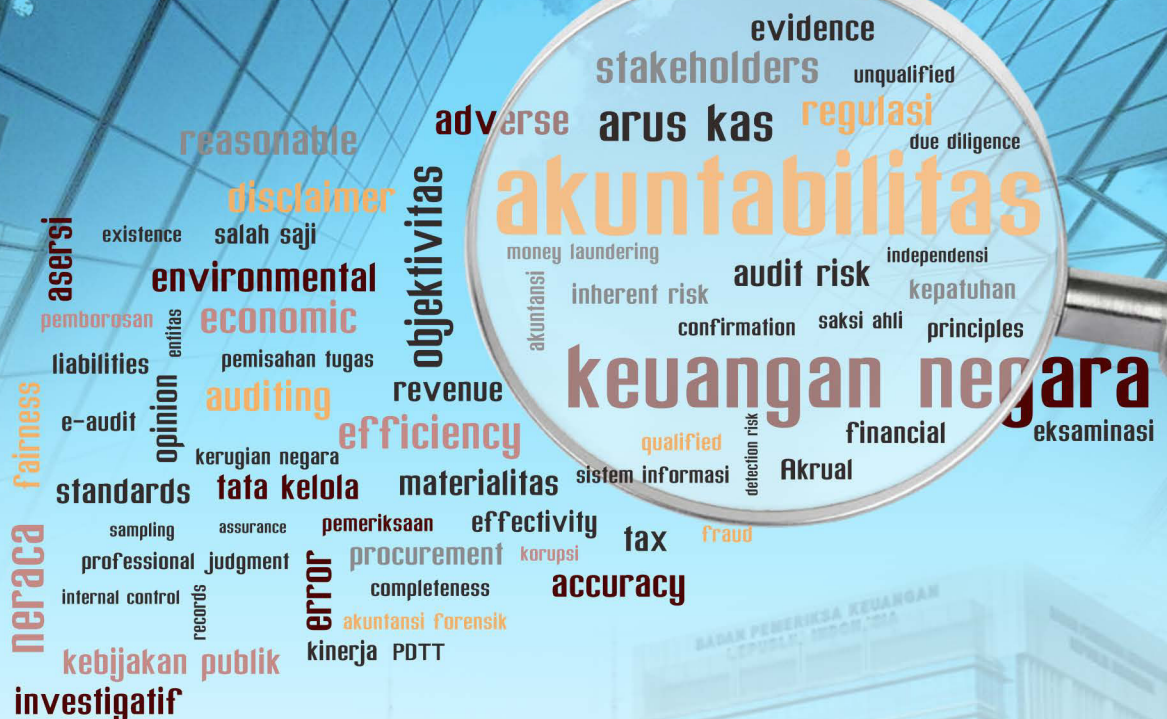 evidence
stakeholders
unqualified
adverse
arus kas
regulasi
due diligence
reasonable
akuntabilitas
disclaimer
objektivitas
asersi
existence
salah saji
money laundering
independensi
environmental
akuntansi
inherent risk
audit risk
kepatuhan
pemborosan
entitas
economic
confirmation
saksi ahli
principles
liabilities
pemisahan tugas
keuangan negara
fairness
opinion
auditing
revenue
e-audit
efficiency
qualified
detection risk
financial
eksaminasi
kerugian negara
standards
tata kelola
materialitas
sistem informasi
Akrual
neraca
sampling
assurance
pemeriksaan
effectivity
tax
fraud
professional judgment
error
procurement
korupsi
internal control
records
completeness
accuracy
akuntansi forensik
kebijakan publik
kinerja PDTT
investigatif
BADAN PEMERIKSA KEUANGAN